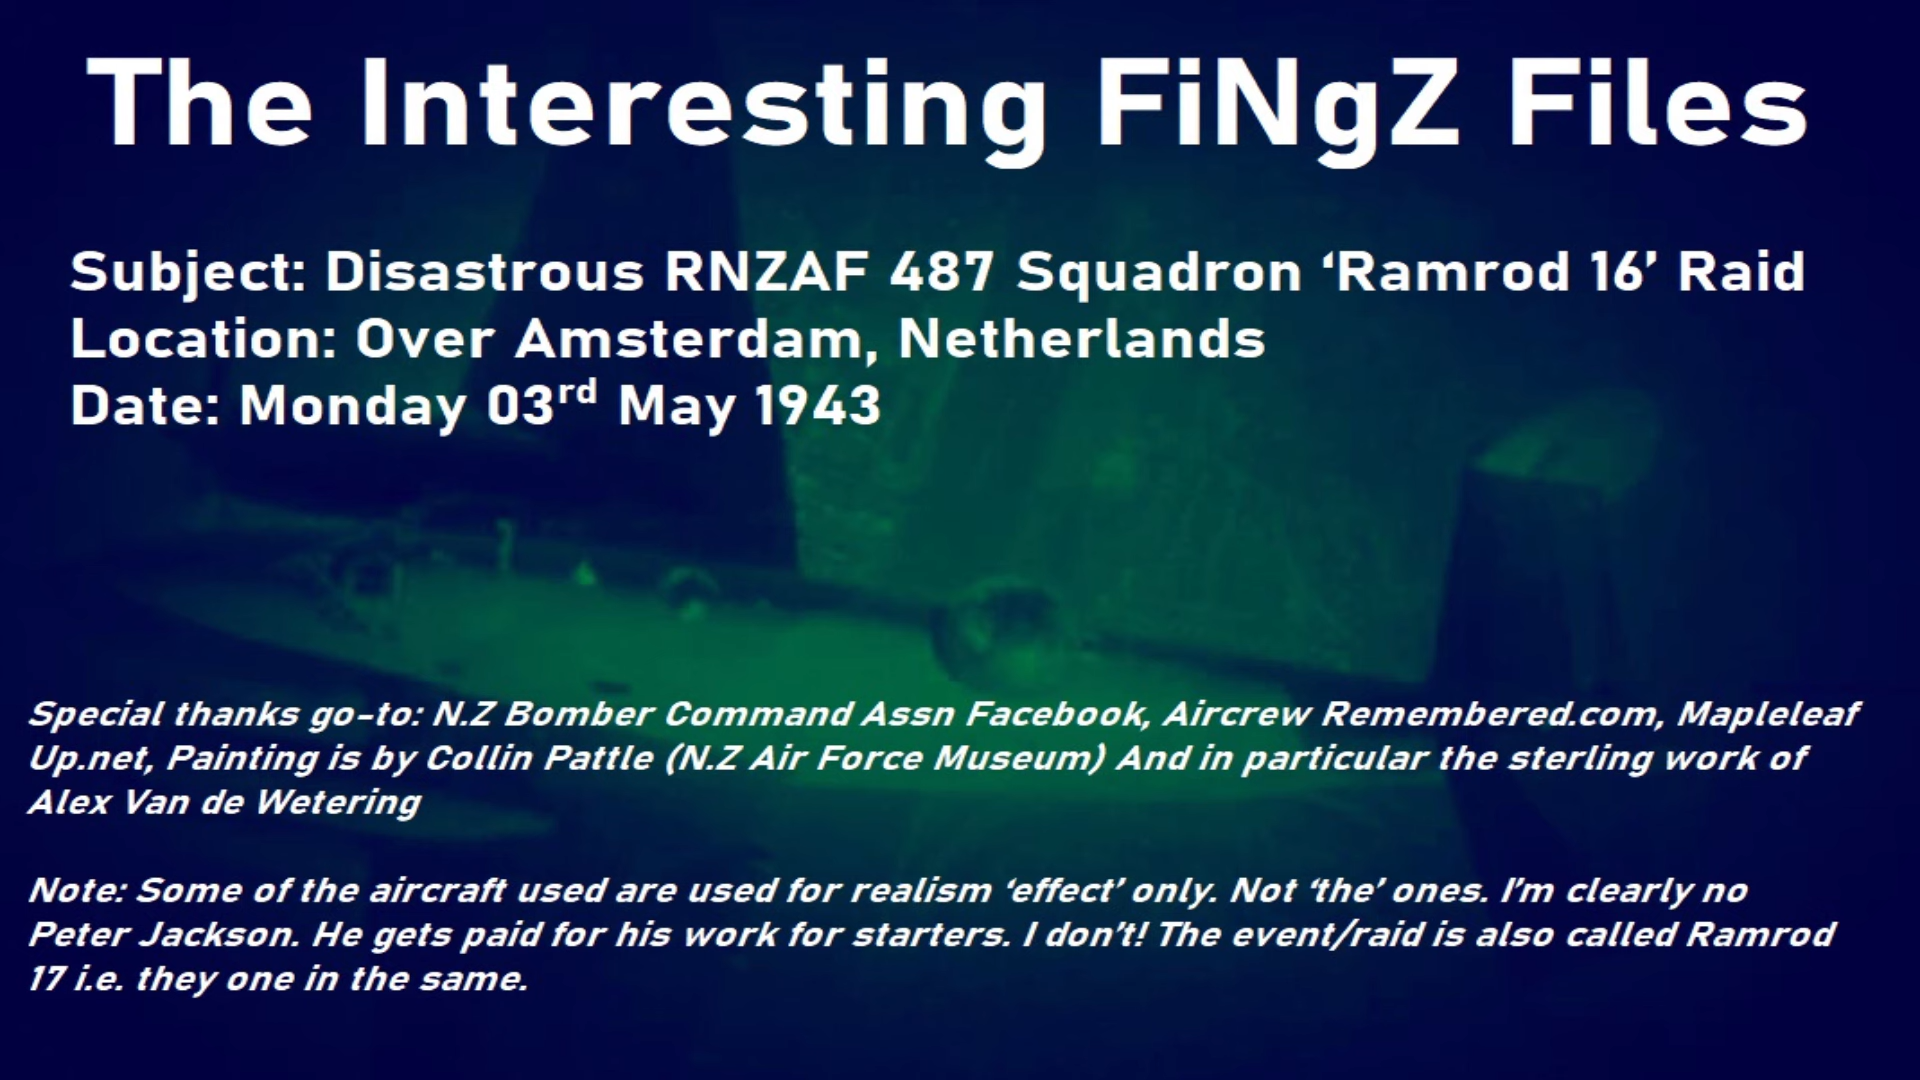 The Interesting FiNgZ Files
Subject: Disastrous RNZAF 487 Squadron ‘Ramrod 16’ Raid
Location: Over Amsterdam, Netherlands
Date: Monday 03rd May 1943
Special thanks go-to: N.Z Bomber Command Assn Facebook, Aircrew Remembered.com, Mapleleaf
Up.net, Painting is by Collin Pattle (N.Z Air Force Museum) And in particular the sterling work of
Alex Van de Wetering
Note: Some of the aircraft used are used for realism ‘effect’ only. Not ‘the’ ones. I’m clearly no
Peter Jackson. He gets paid for his work for starters. I don’t! The event/raid is also called Ramrod
17 i.e. they one in the same.